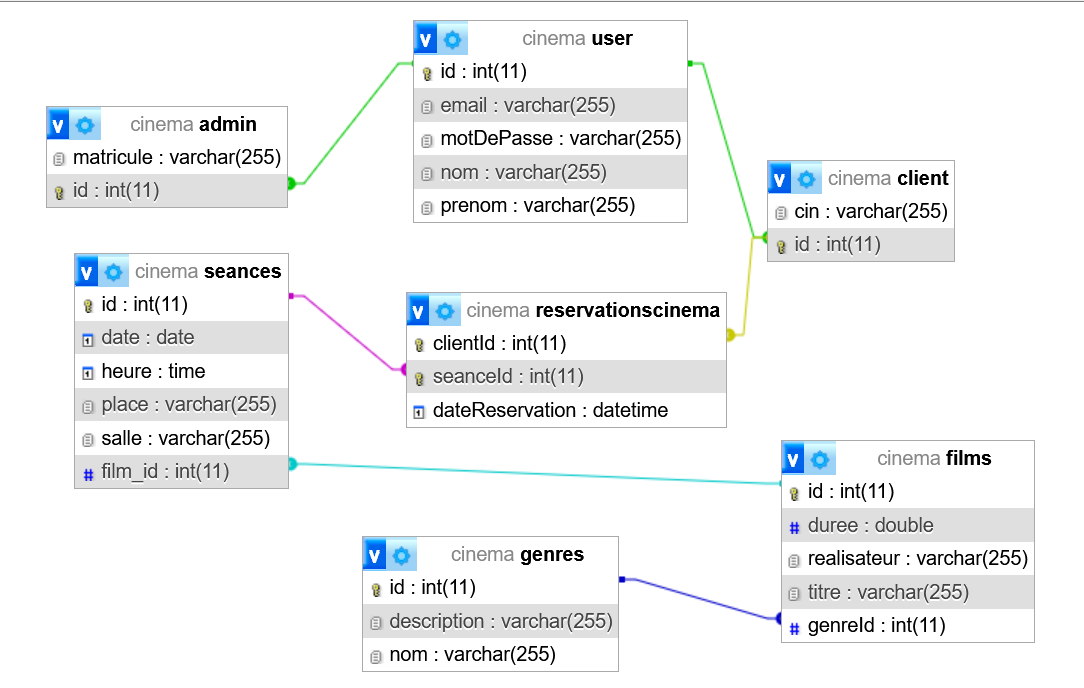 v cinema user
id : int(11)
email : varchar(255)
motDePasse : varchar(255)
nom : varchar(255)
prenom : varchar(255)
v cinema admin
matricule : varchar(255)
id : int(11)
v cinema client
cin : varchar(255)
id : int(11)
v cinema seances
id : int(11)
date : date
heure : time
place : varchar(255)
salle : varchar(255)
# film_id : int(11)
v cinema reservationscinema
clientId : int(11)
seanceId : int(11)
dateReservation : datetime
v cinema films
id : int(11)
# duree : double
realisateur : varchar(255)
titre : varchar(255)
# genreId : int(11)
v cinema genres
id : int(11)
description : varchar(255)
nom : varchar(255)